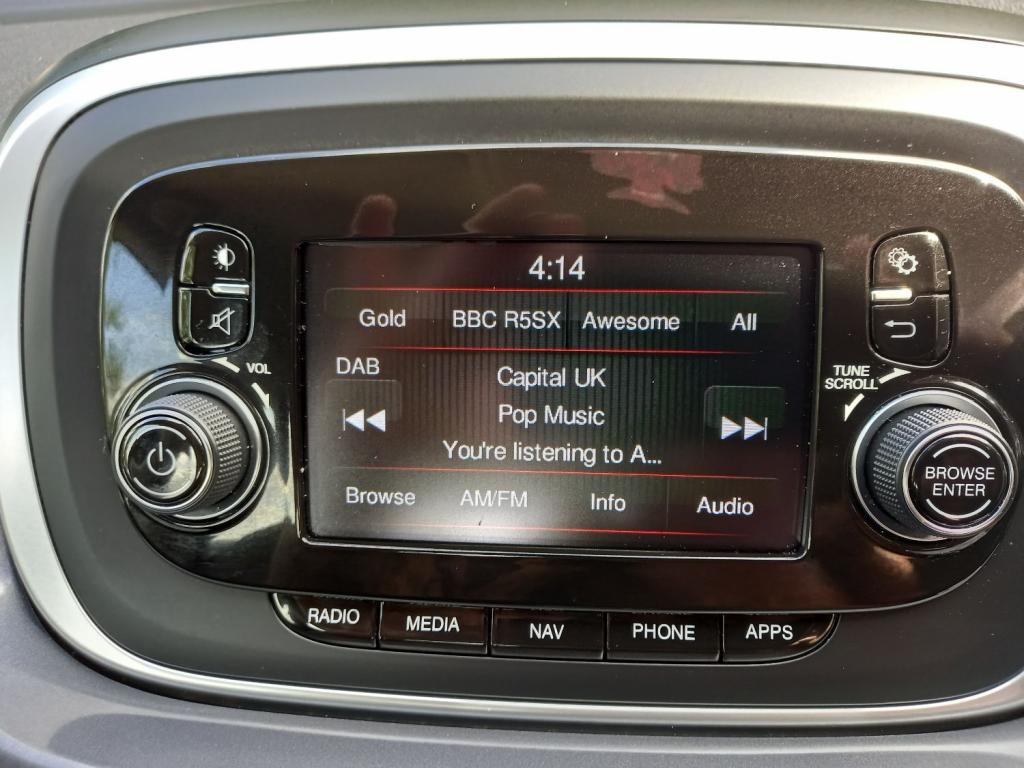 4:14
Gold BBC R5SX Awesome All
DAB
Capital UK
Pop Music
You're listening to A...
Browse AM/FM Info Audio
VOL
TUNE
SCROLL
BROWSE
ENTER
RADIO MEDIA NAV PHONE APPS